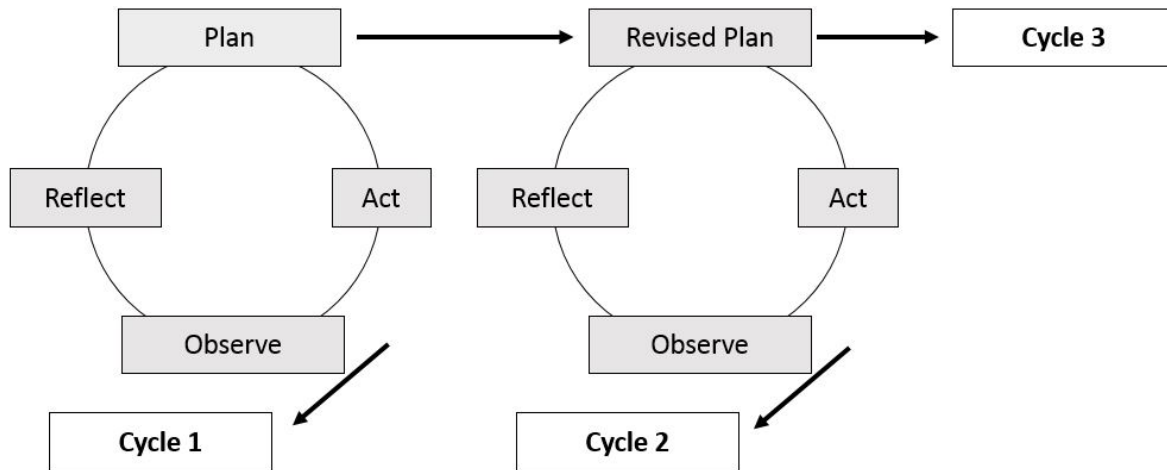 Plan
Revised Plan
Cycle 3
Reflect
Act
Reflect
Act
Observe
Observe
Cycle 1
Cycle 2